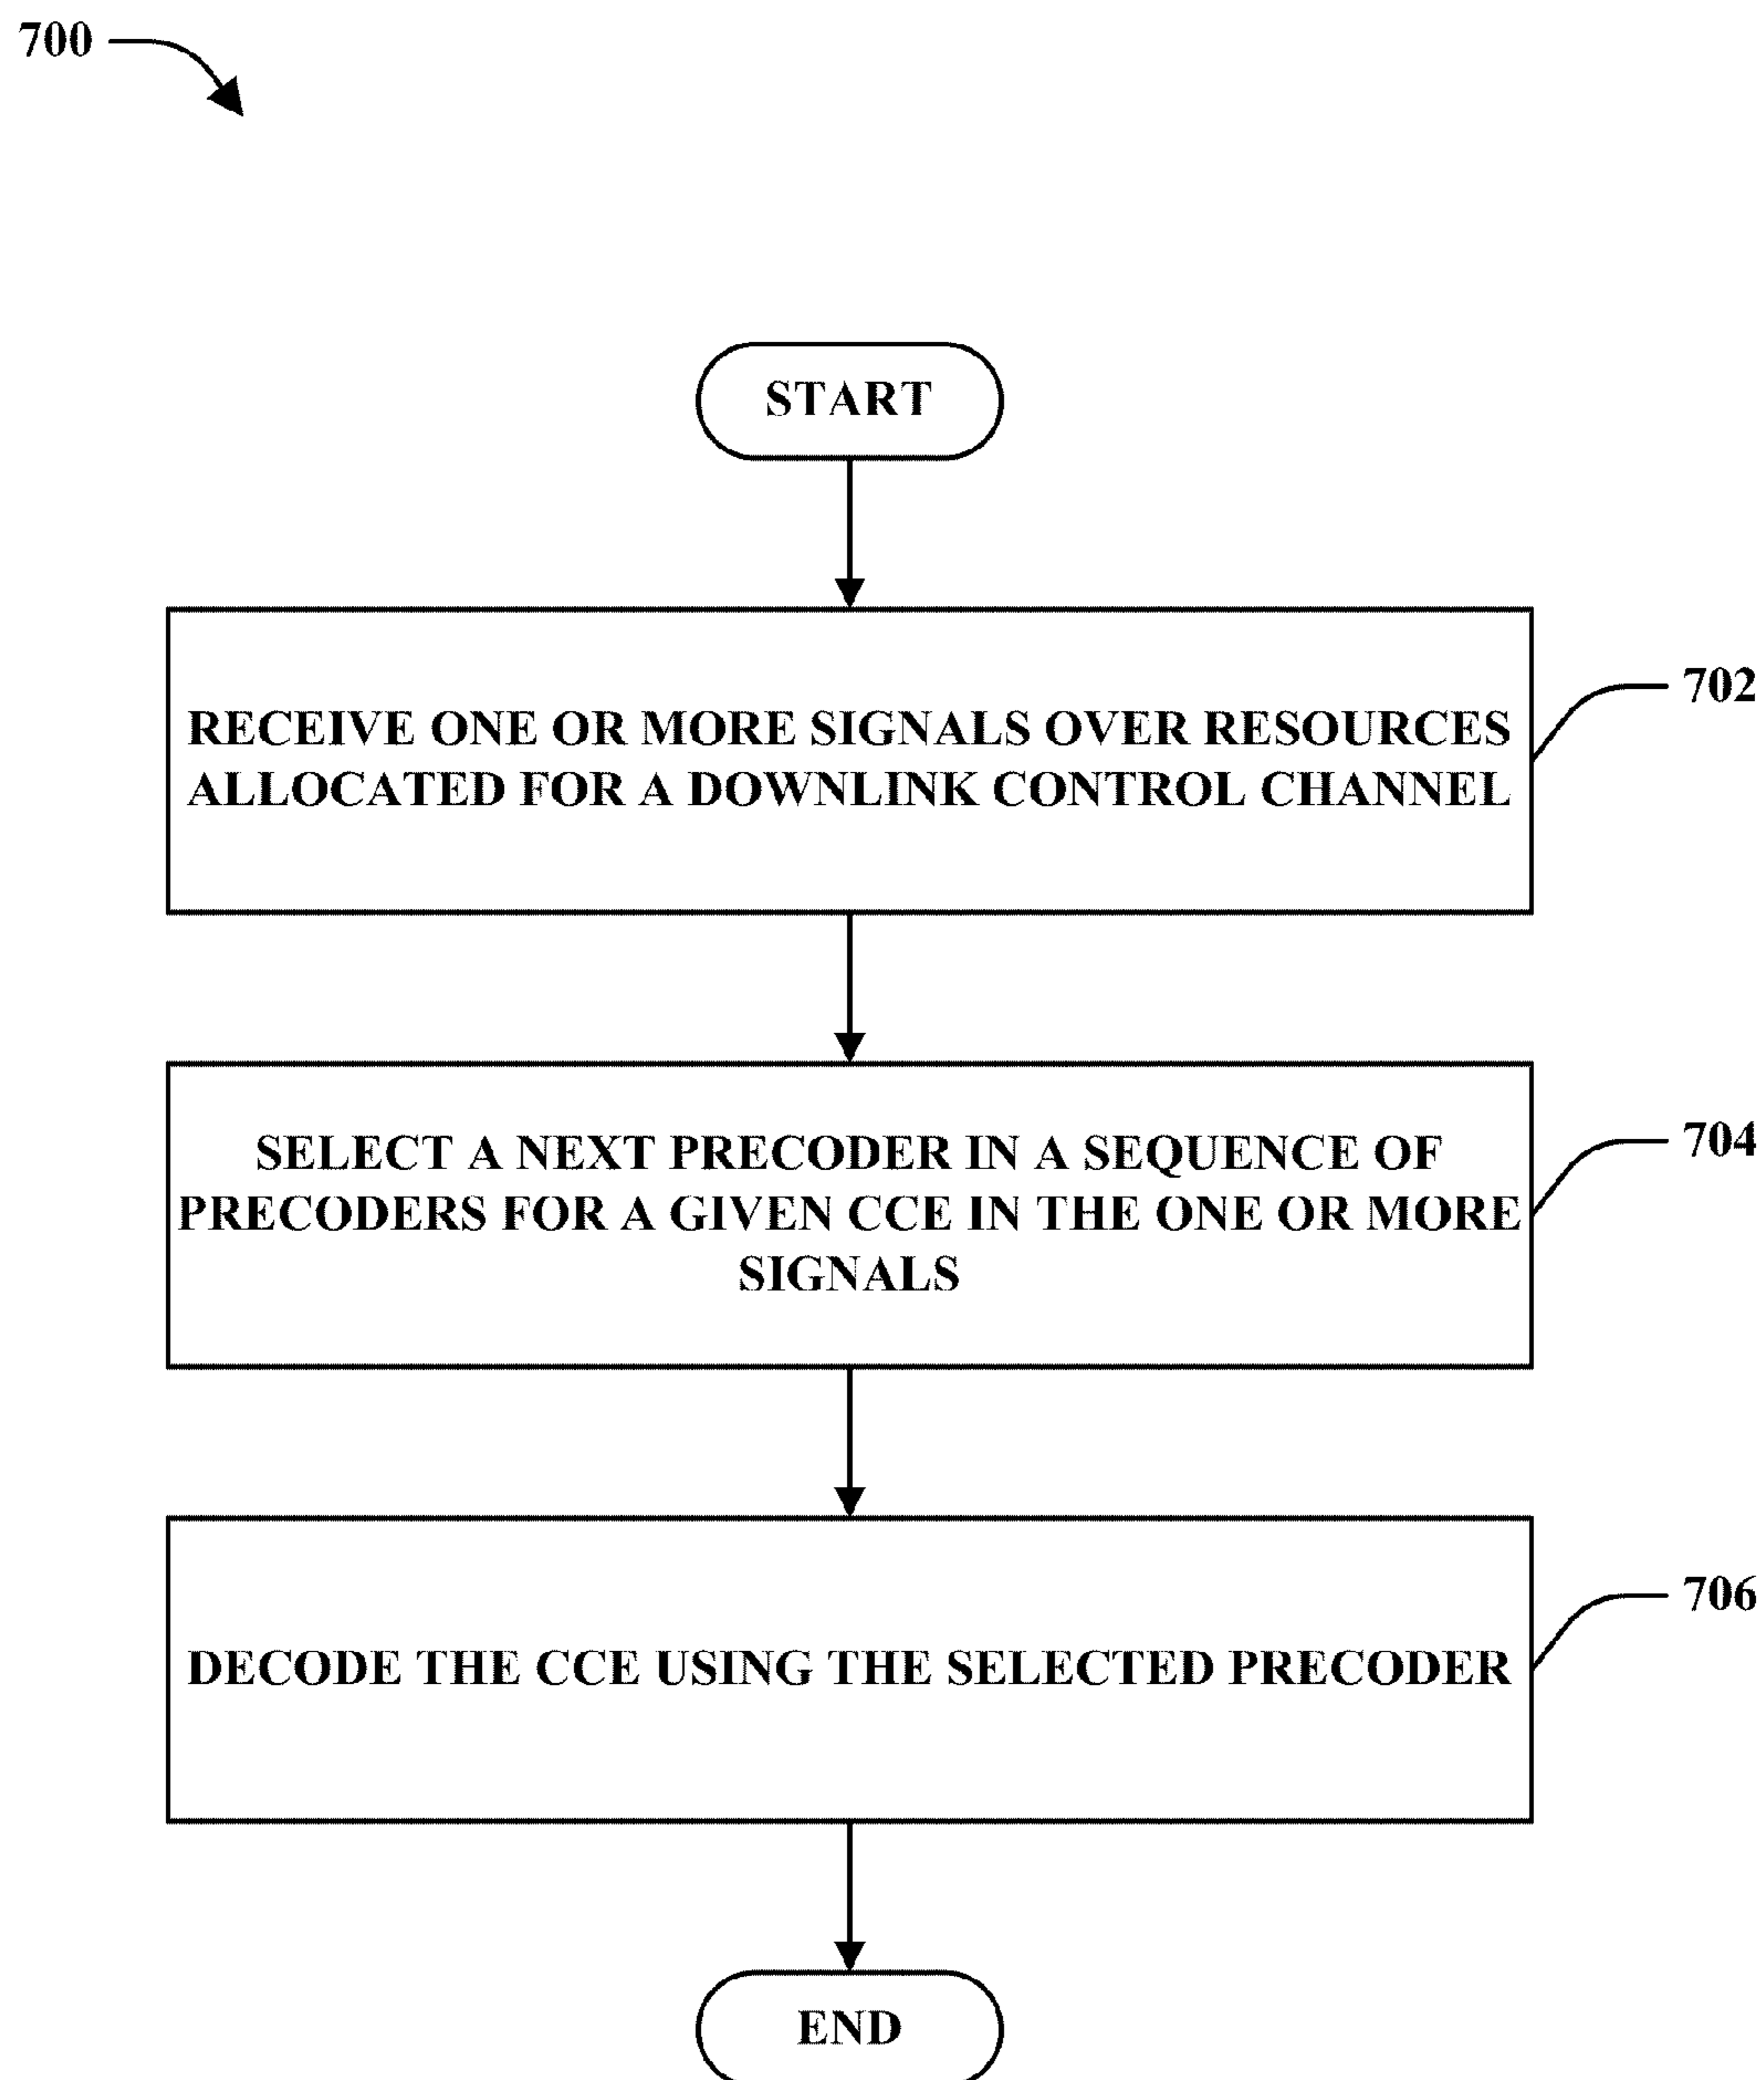 700
START
RECEIVE ONE OR MORE SIGNALS OVER RESOURCES
ALLOCATED FOR A DOWNLINK CONTROL CHANNEL
702
SELECT A NEXT PRECODER IN A SEQUENCE OF
PRECODERS FOR A GIVEN CCE IN THE ONE OR MORE
SIGNALS
704
DECODE THE CCE USING THE SELECTED PRECODER
706
END